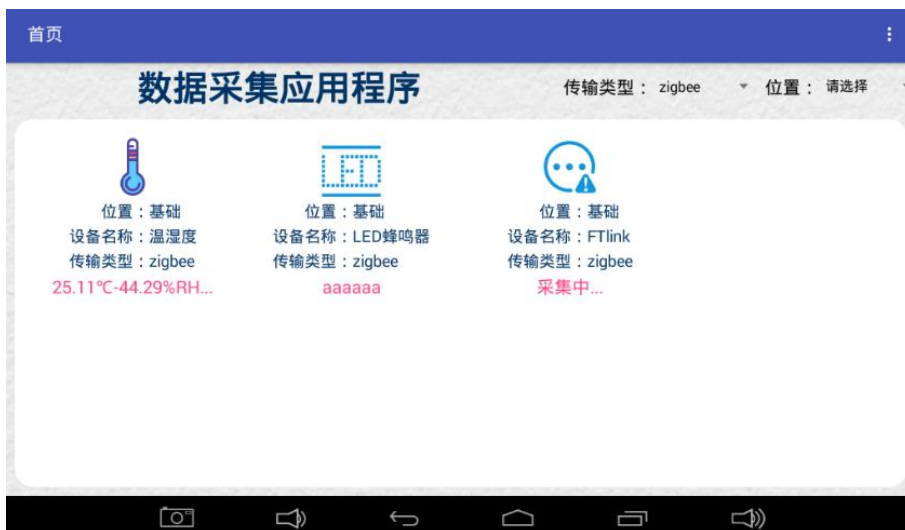 首页
数据采集应用程序
传输类型： zigbee 位置： 请选择
LED
位置：基础
设备名称：温湿度
传输类型：zigbee
25.11℃-44.29%RH...
位置：基础
设备名称：LED蜂鸣器
传输类型：zigbee
aaaaaa
位置：基础
设备名称：FTlink
传输类型：zigbee
采集中...